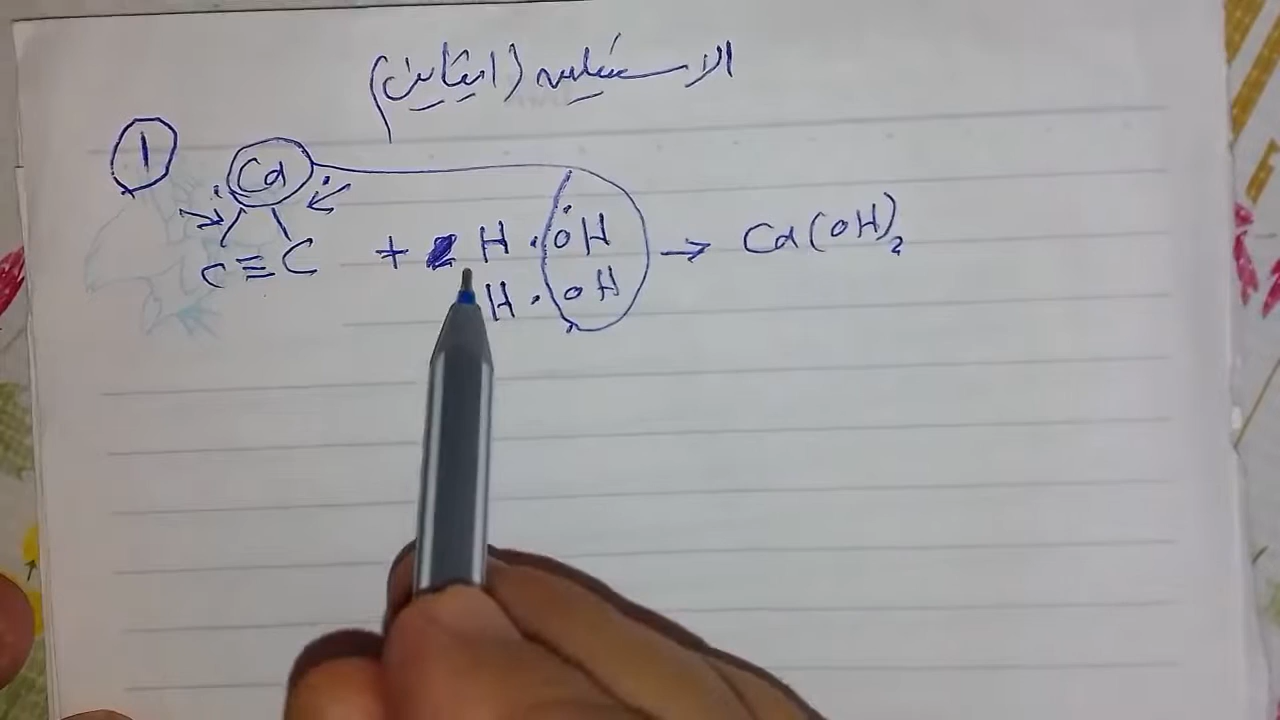 الاستيلين (ايثاين)
1 Ca
C≡C + H . OH → Ca(OH)₂
H . OH